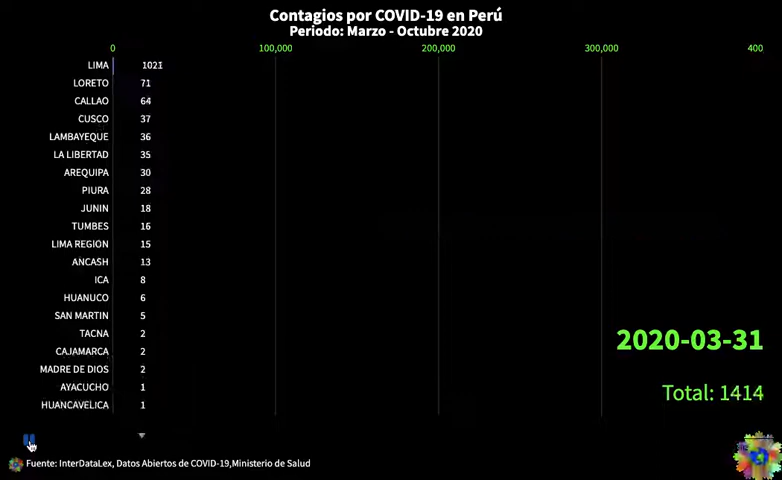 Contagios por COVID-19 en Perú
Periodo: Marzo - Octubre 2020
0 100,000 200,000 300,000 400
LIMA 1021
LORETO 71
CALLAO 64
CUSCO 37
LAMBAYEQUE 36
LA LIBERTAD 35
AREQUIPA 30
PIURA 28
JUNIN 18
TUMBES 16
LIMA REGION 15
ANCASH 13
ICA 8
HUANUCO 6
SAN MARTIN 5
TACNA 2
CAJAMARCA 2
MADRE DE DIOS 2
AYACUCHO 1
HUANCAVELICA 1
2020-03-31
Total: 1414
Fuente: InterDataLex, Datos Abiertos de COVID-19,Ministerio de Salud